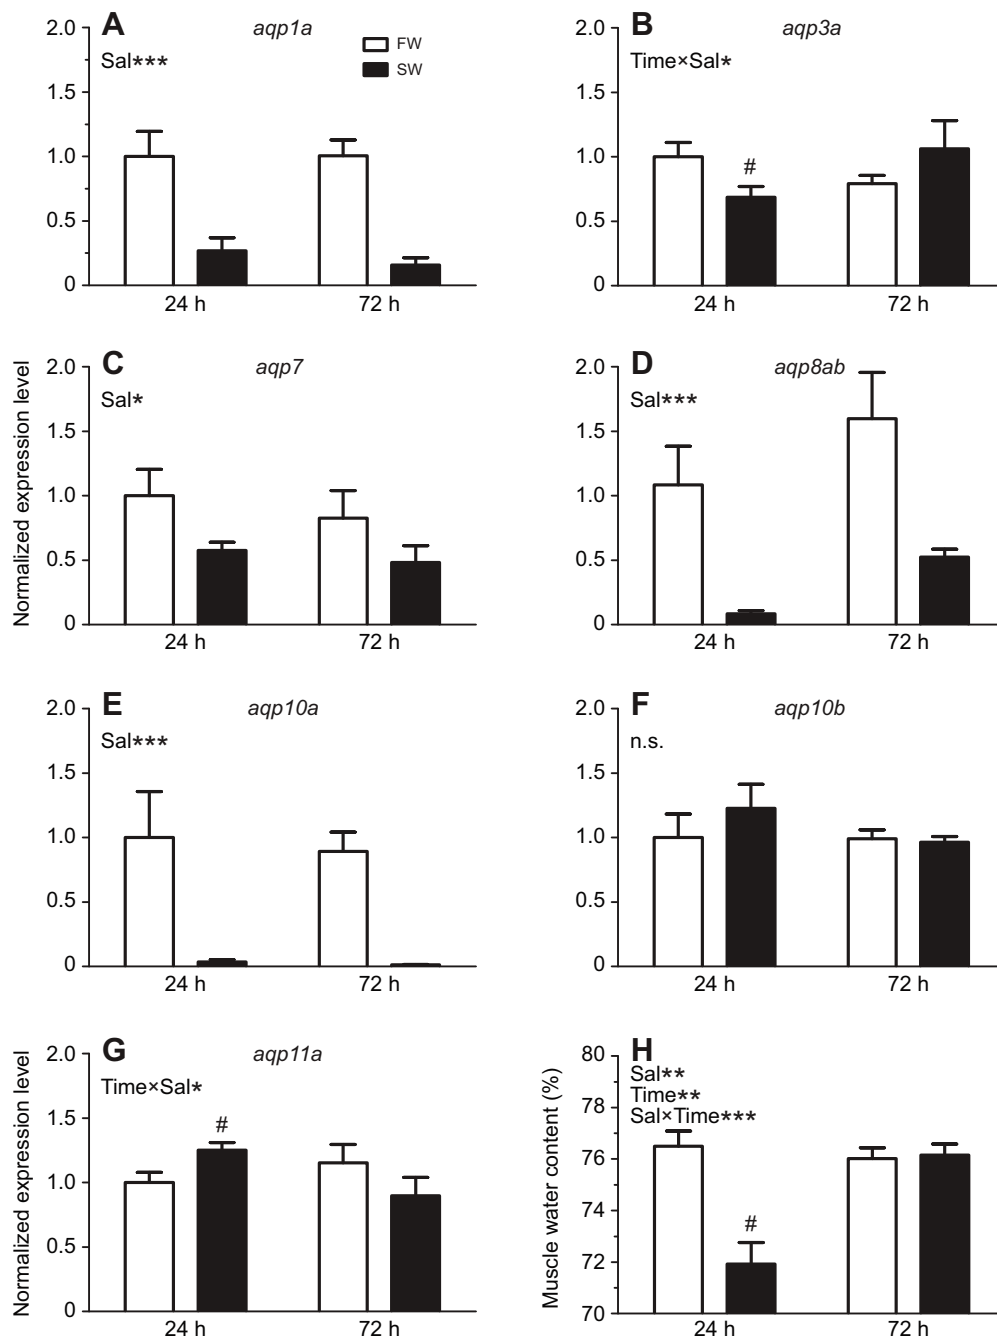 A
aqp1a
Sal***
FW
SW
2.0
1.5
1.0
0.5
0
24 h
72 h
B
aqp3a
Time×Sal*
#
2.0
1.5
1.0
0.5
0
24 h
72 h
Normalized expression level
C
aqp7
Sal*
2.0
1.5
1.0
0.5
0
24 h
72 h
D
aqp8ab
Sal***
2.0
1.5
1.0
0.5
0
24 h
72 h
E
aqp10a
Sal***
2.0
1.5
1.0
0.5
0
24 h
72 h
F
aqp10b
n.s.
2.0
1.5
1.0
0.5
0
24 h
72 h
Normalized expression level
G
aqp11a
Time×Sal*
#
2.0
1.5
1.0
0.5
0
24 h
72 h
Muscle water content (%)
H
Sal**
Time**
Sal×Time***
#
80
78
76
74
72
70
24 h
72 h